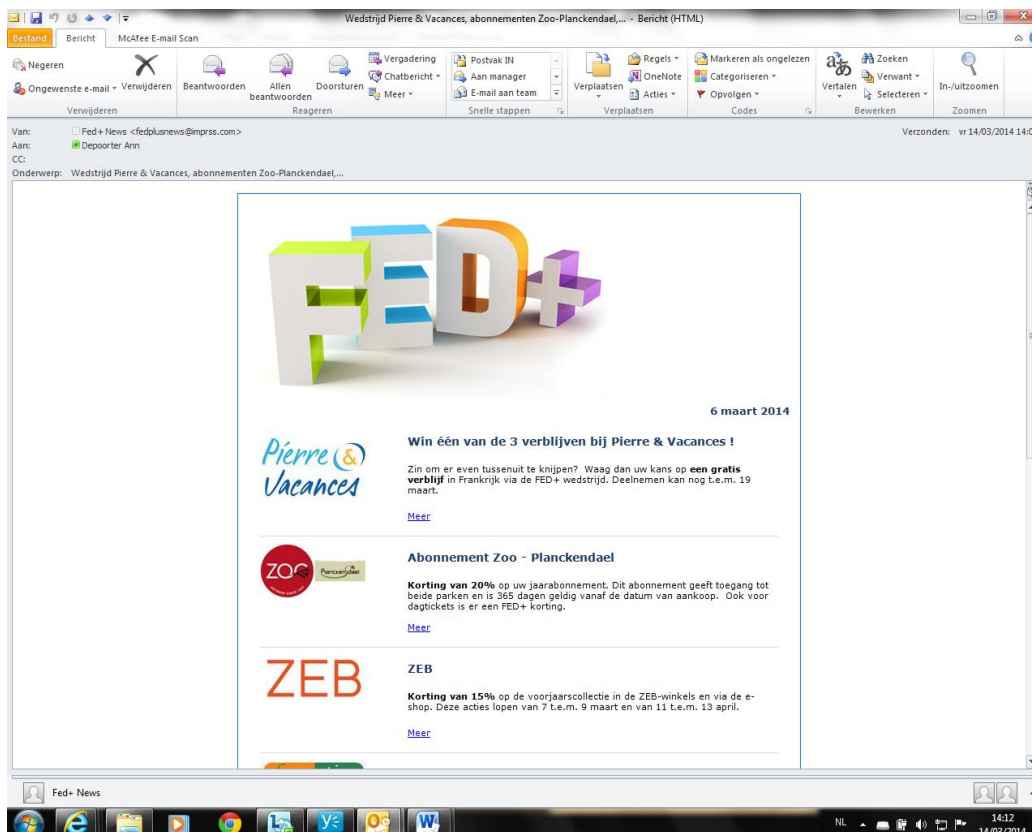 Wedstrijd Pierre & Vacances, abonnementen Zoo-Planckendael,... - Bericht (HTML)
Bestand Bericht McAfee E-mail Scan
Negeren
Ongewenste e-mail
Verwijderen
Verwijderen
Beantwoorden
Allen beantwoorden
Doorsturen
Vergadering
Chatbericht
Meer
Reageren
Postvak IN
Aan manager
E-mail aan team
Snelle stappen
Verplaatsen
Regels
OneNote
Acties
Verplaatsen
Markeren als ongelezen
Categoriseren
Opvolgen
Codes
Vertalen
Zoeken
Verwant
Selecteren
Bewerken
In-/uitzoomen
Zoomen
Van: Fed+ News <fedplusnews@imprss.com>
Verzonden: vr 14/03/2014 14:0
Aan: Depoorter Ann
CC:
Onderwerp: Wedstrijd Pierre & Vacances, abonnementen Zoo-Planckendael,...
FED+
6 maart 2014
Pierre & Vacances
Win één van de 3 verblijven bij Pierre & Vacances !
Zin om er even tussenuit te knijpen? Waag dan uw kans op een gratis
verblijf in Frankrijk via de FED+ wedstrijd. Deelnemen kan nog t.e.m. 19
maart.
Meer
ZOO
Planckendael
Abonnement Zoo - Planckendael
Korting van 20% op uw jaarabonnement. Dit abonnement geeft toegang tot
beide parken en is 365 dagen geldig vanaf de datum van aankoop. Ook voor
dagtickets is er een FED+ korting.
Meer
ZEB
ZEB
Korting van 15% op de voorjaarscollectie in de ZEB-winkels en via de e-
shop. Deze acties lopen van 7 t.e.m. 9 maart en van 11 t.e.m. 13 april.
Meer
Fed+ News
NL
14:12
14/03/2014